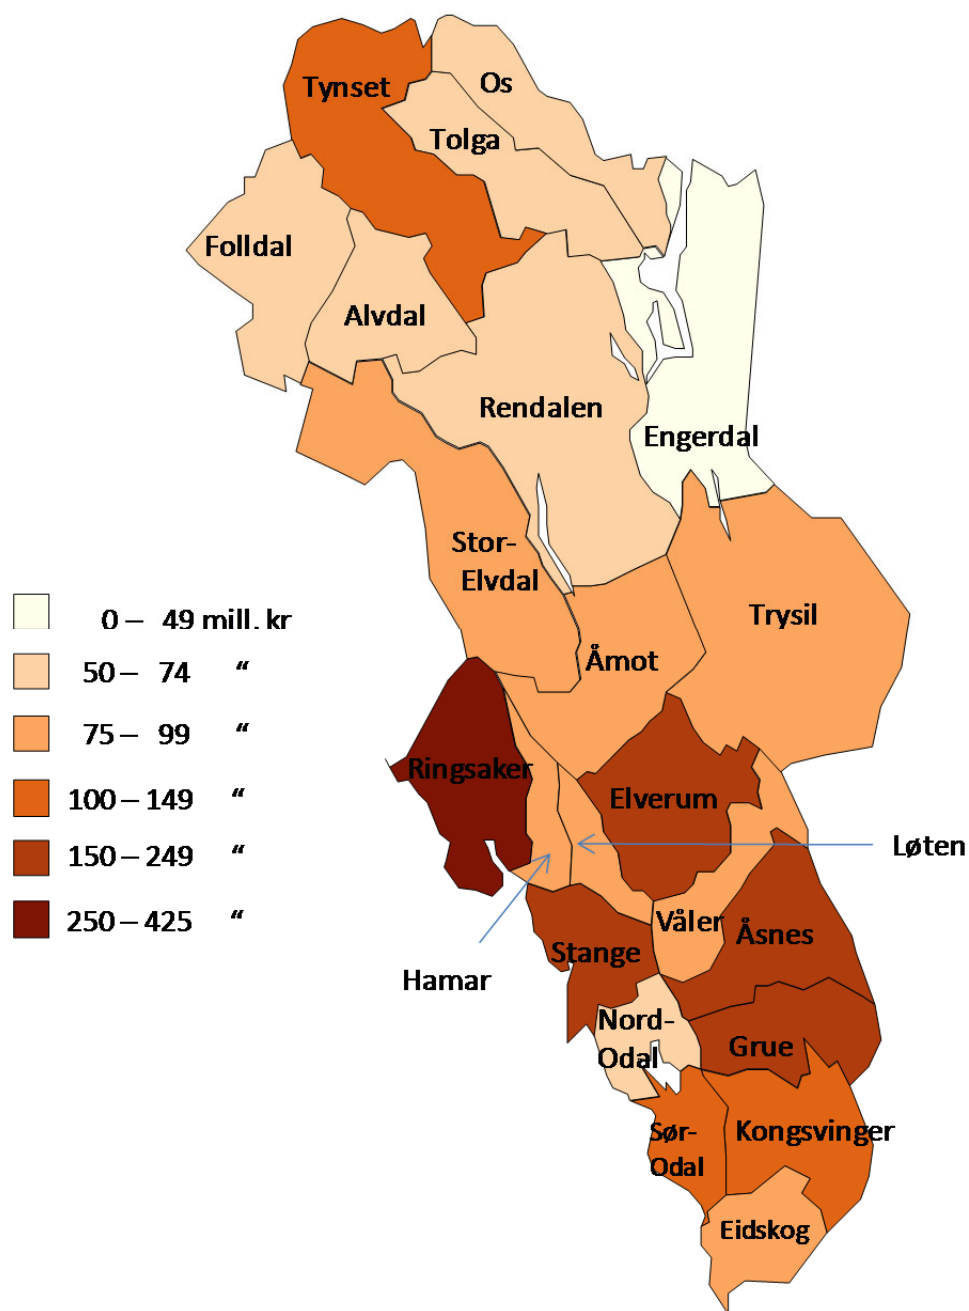 Tynset
Os
Tolga
Folldal
Alvdal
Rendalen
Engerdal
Stor-
Elvdal
Trysil
Åmot
0 – 49 mill. kr
50 – 74 “
75 – 99 “
100 – 149 “
150 – 249 “
250 – 425 “
Ringsaker
Elverum
Løten
Hamar
Stange
Våler
Åsnes
Nord-
Odal
Grue
Sør-
Odal
Kongsvinger
Eidskog